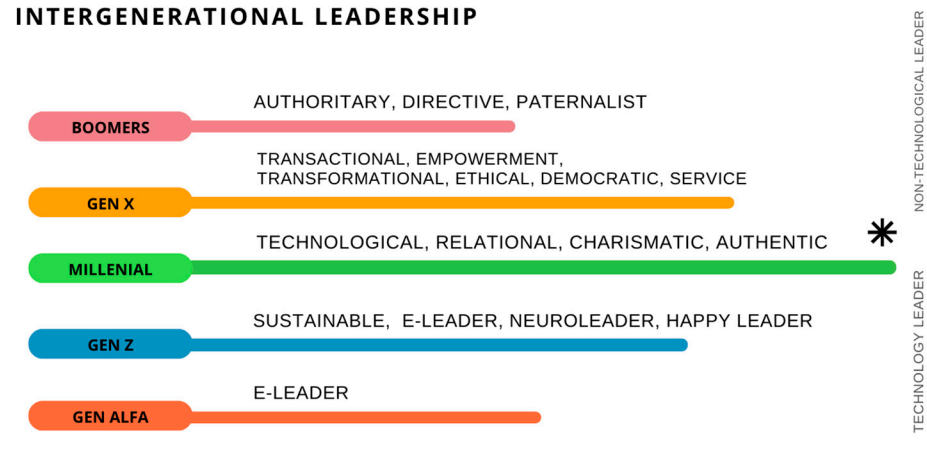 INTERGENERATIONAL LEADERSHIP
NON-TECHNOLOGICAL LEADER
AUTHORITARY, DIRECTIVE, PATERNALIST
BOOMERS
TRANSACTIONAL, EMPOWERMENT,
TRANSFORMATIONAL, ETHICAL, DEMOCRATIC, SERVICE
GEN X
TECHNOLOGICAL, RELATIONAL, CHARISMATIC, AUTHENTIC
MILLENIAL
TECHNOLOGY LEADER
SUSTAINABLE, E-LEADER, NEUROLEADER, HAPPY LEADER
GEN Z
E-LEADER
GEN ALFA